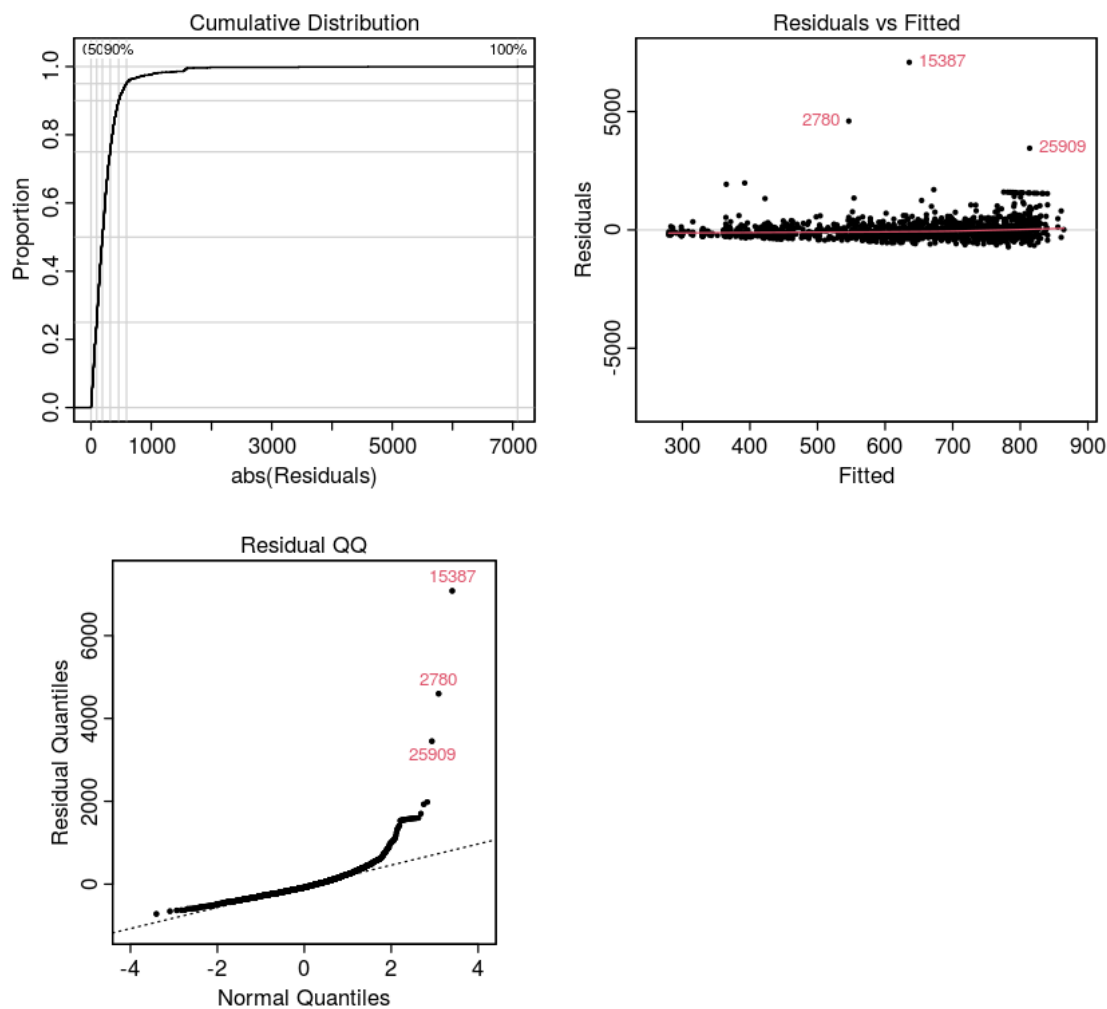 Cumulative Distribution
90% 100%
Proportion
0.0 0.2 0.4 0.6 0.8 1.0
0 1000 3000 5000 7000
abs(Residuals)
Residuals vs Fitted
15387
2780
25909
Residuals
-5000 0 5000
300 400 500 600 700 800 900
Fitted
Residual QQ
15387
2780
25909
Residual Quantiles
0 2000 4000 6000
-4 -2 0 2 4
Normal Quantiles